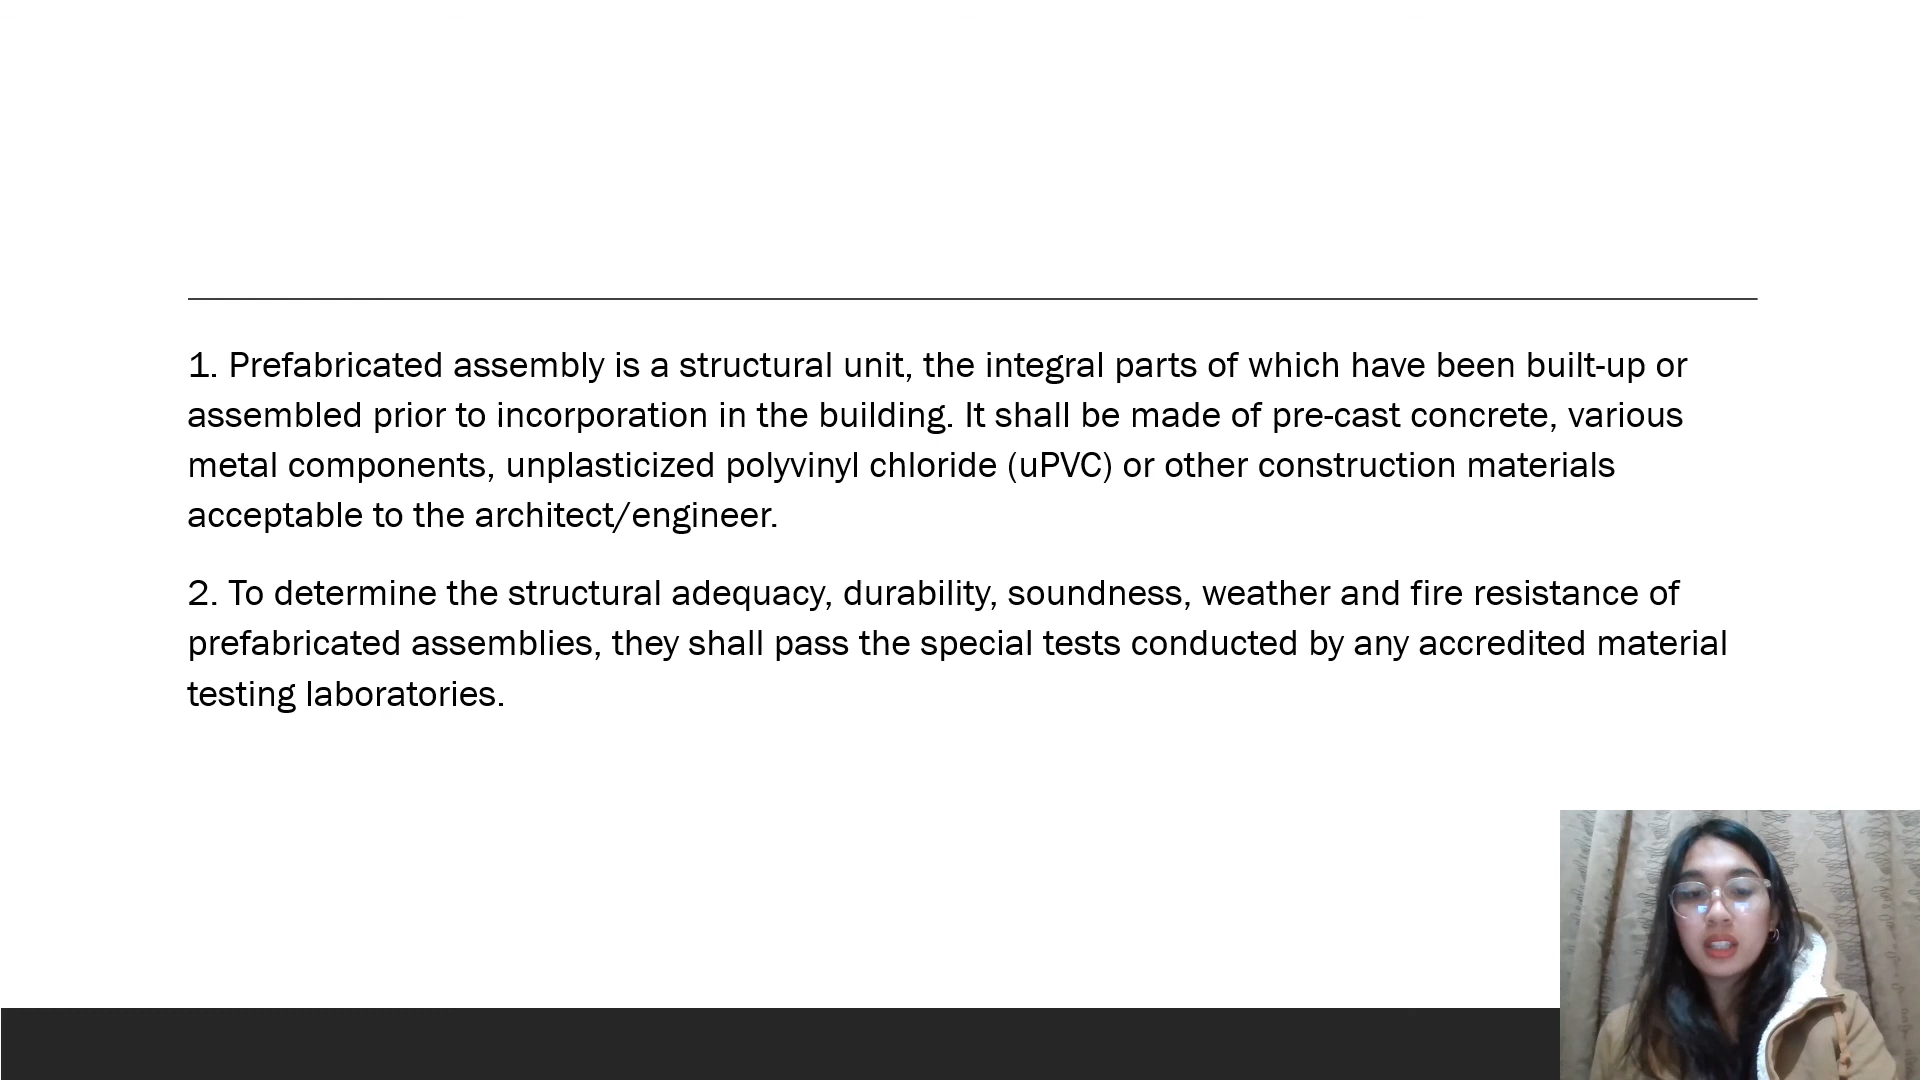 1. Prefabricated assembly is a structural unit, the integral parts of which have been built-up or
assembled prior to incorporation in the building. It shall be made of pre-cast concrete, various
metal components, unplasticized polyvinyl chloride (uPVC) or other construction materials
acceptable to the architect/engineer.
2. To determine the structural adequacy, durability, soundness, weather and fire resistance of
prefabricated assemblies, they shall pass the special tests conducted by any accredited material
testing laboratories.